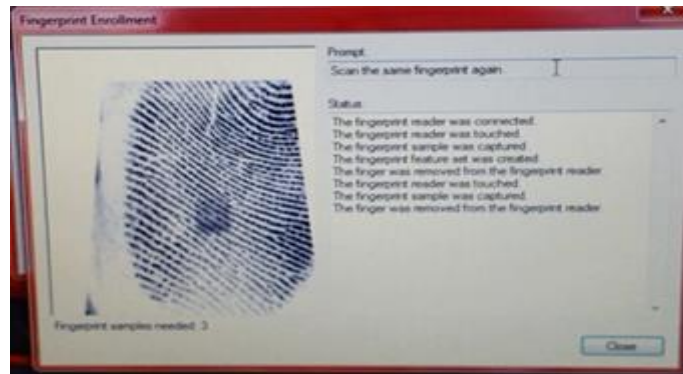 Fingerprint Enrollment
Prompt:
Scan the same fingerprint again.
Status:
The fingerprint reader was connected.
The fingerprint reader was touched.
The fingerprint sample was captured.
The fingerprint feature set was created.
The finger was removed from the fingerprint reader.
The fingerprint reader was touched.
The fingerprint sample was captured.
The finger was removed from the fingerprint reader.
Fingerprint samples needed: 3
Close